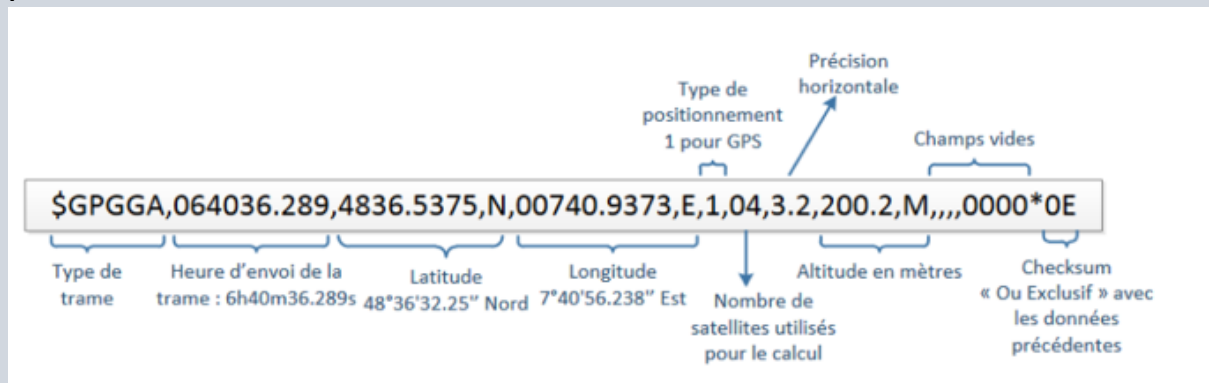 Précision
horizontale
Type de
positionnement
1 pour GPS
Champs vides
$GPGGA,064036.289,4836.5375,N,00740.9373,E,1,04,3.2,200.2,M,,,,0000*0E
Type de
trame
Heure d'envoi de la
trame : 6h40m36.289s
Latitude
48°36'32.25" Nord
Longitude
7°40'56.238" Est
Nombre de
satellites utilisés
pour le calcul
Altitude en mètres
Checksum
« Ou Exclusif » avec
les données
précédentes